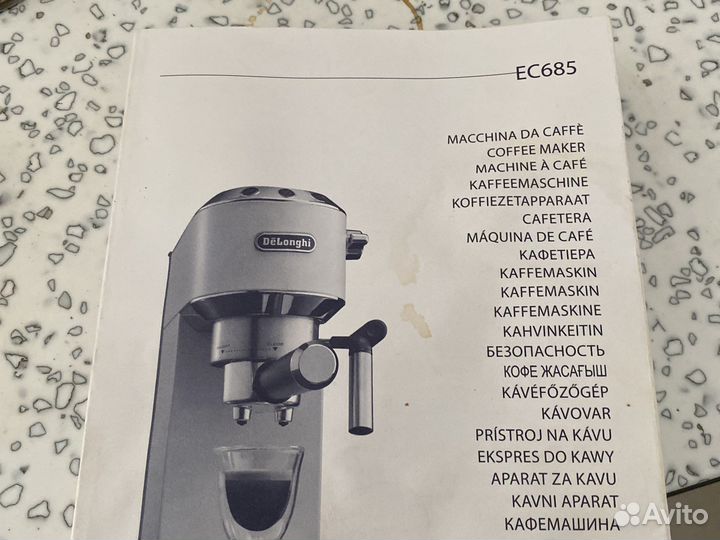 EC685
MACCHINA DA CAFFÈ
COFFEE MAKER
MACHINE À CAFÉ
KAFFEEMASCHINE
KOFFIEZETAPPARAAT
CAFETERA
MÁQUINA DE CAFÉ
ΚΑΦΕΤΙΕΡΑ
KAFFEMASKIN
KAFFEMASKIN
KAFFEMASKINE
KAHVINKEITIN
БЕЗОПАСНОСТЬ
КОФЕ ЖАСАҒЫШ
KÁVÉFŐZŐGÉP
KÁVOVAR
PRÍSTROJ NA KÁVU
EKSPRES DO KAWY
APARAT ZA KAVU
KAVNI APARAT
КАФЕМАШИНА
DeLonghi
Avito